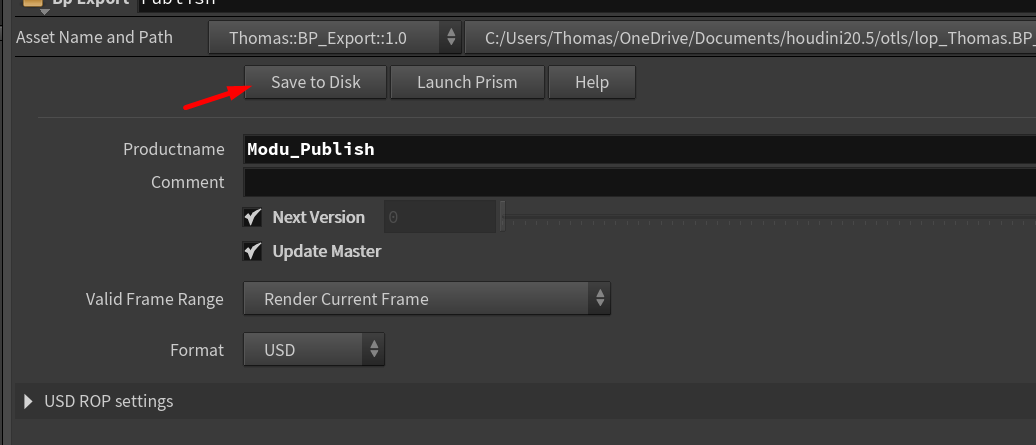 Bp Export Publish
Asset Name and Path Thomas::BP_Export::1.0 C:/Users/Thomas/OneDrive/Documents/houdini20.5/otls/lop_Thomas.BP_
Save to Disk Launch Prism Help
Productname Modu_Publish
Comment
Next Version 0
Update Master
Valid Frame Range Render Current Frame
Format USD
USD ROP settings